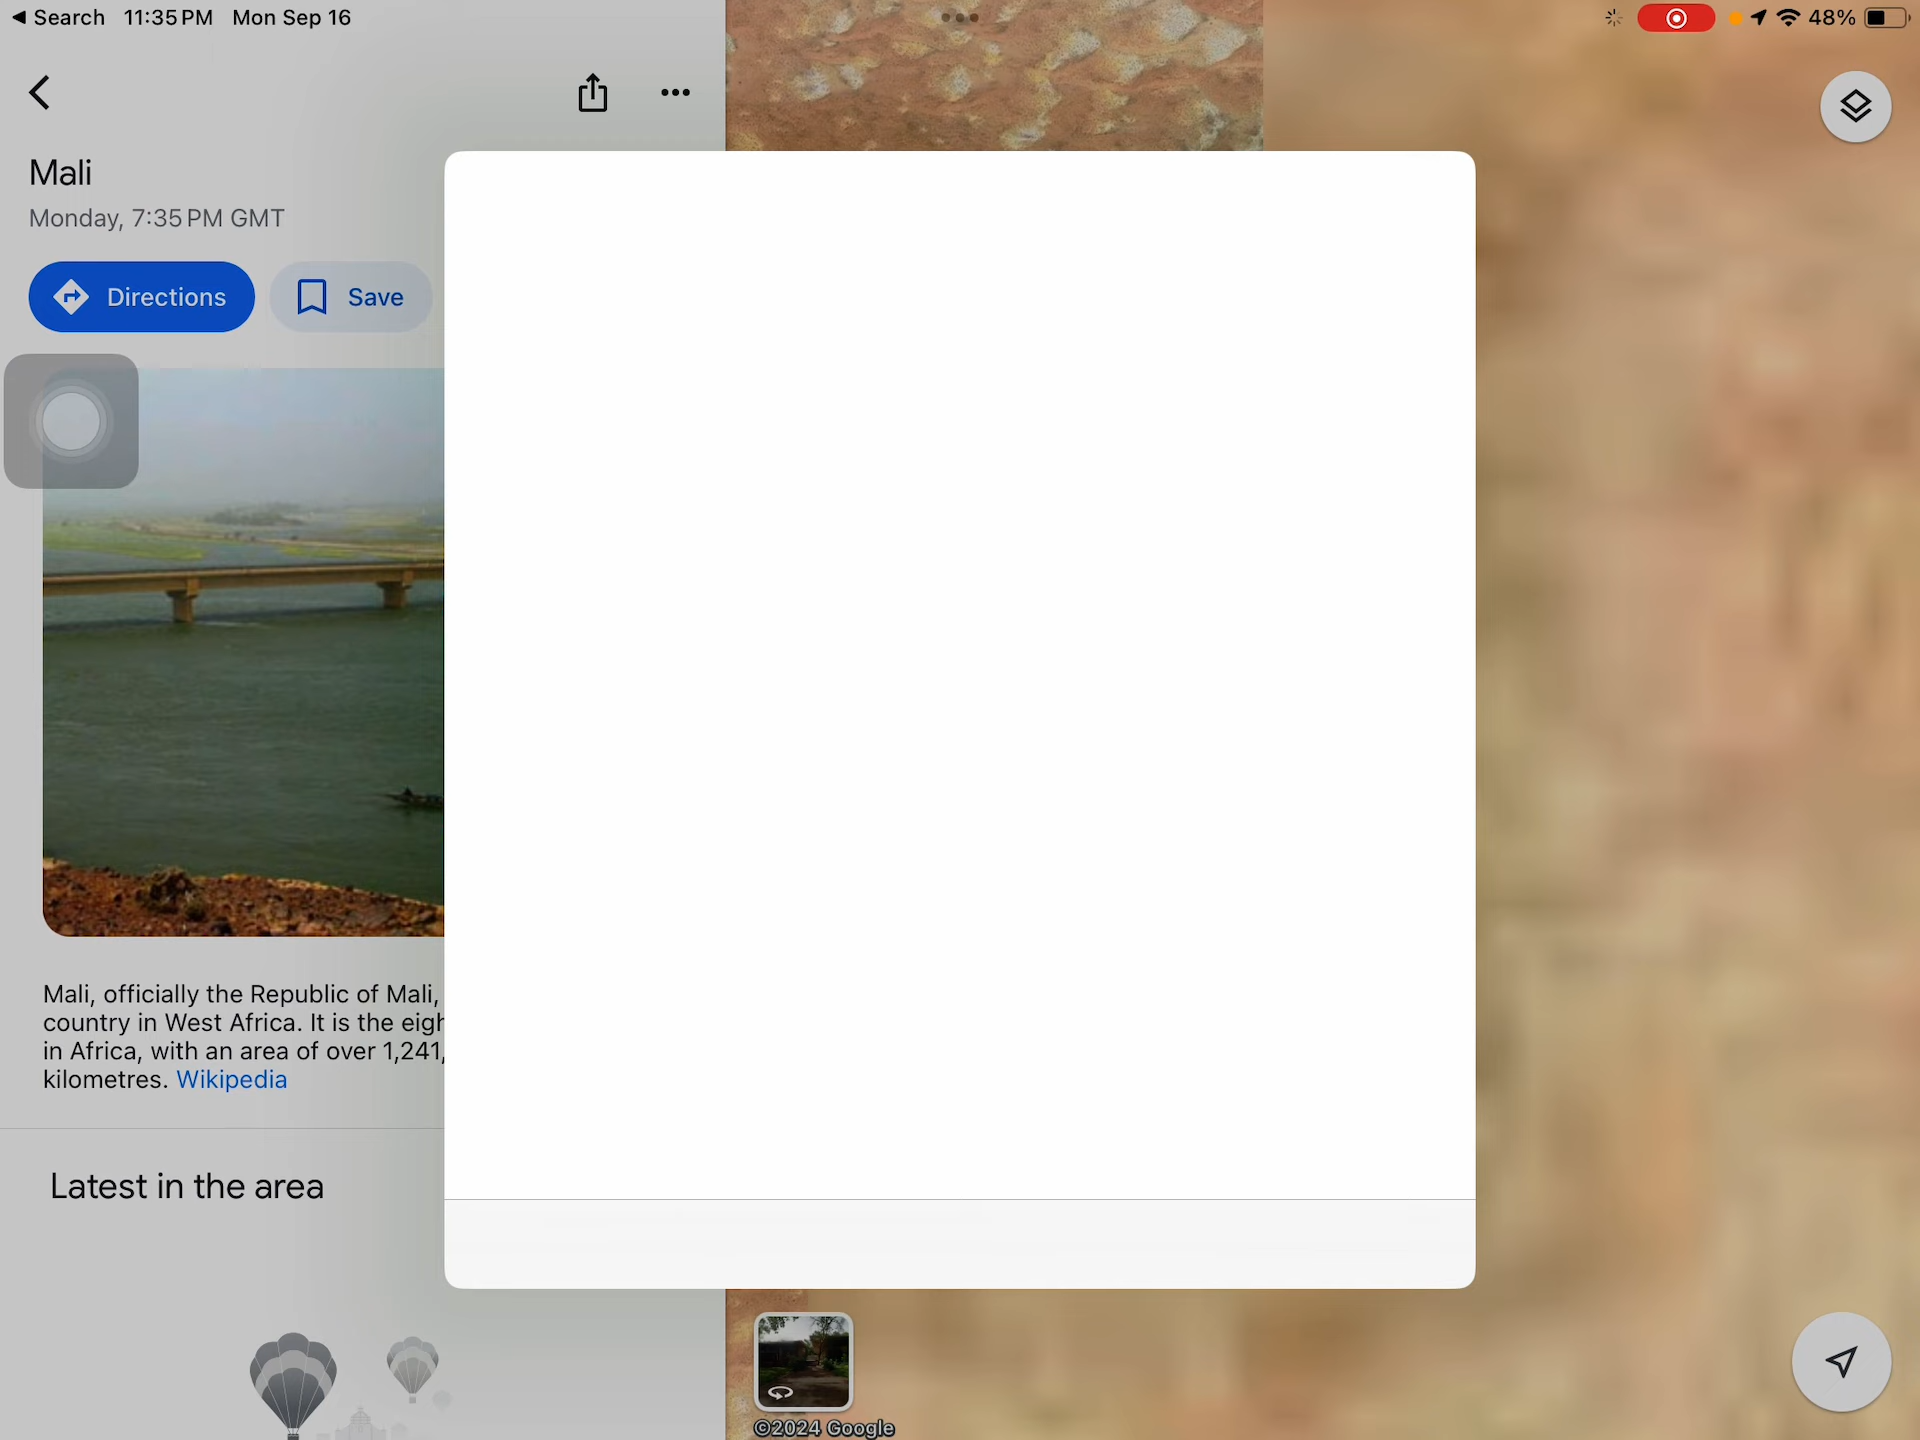 Search 11:35 PM Mon Sep 16
48%
Mali
Monday, 7:35 PM GMT
Directions
Save
Mali, officially the Republic of Mali,
country in West Africa. It is the eigh
in Africa, with an area of over 1,241,
kilometres. Wikipedia
Latest in the area
©2024 Google